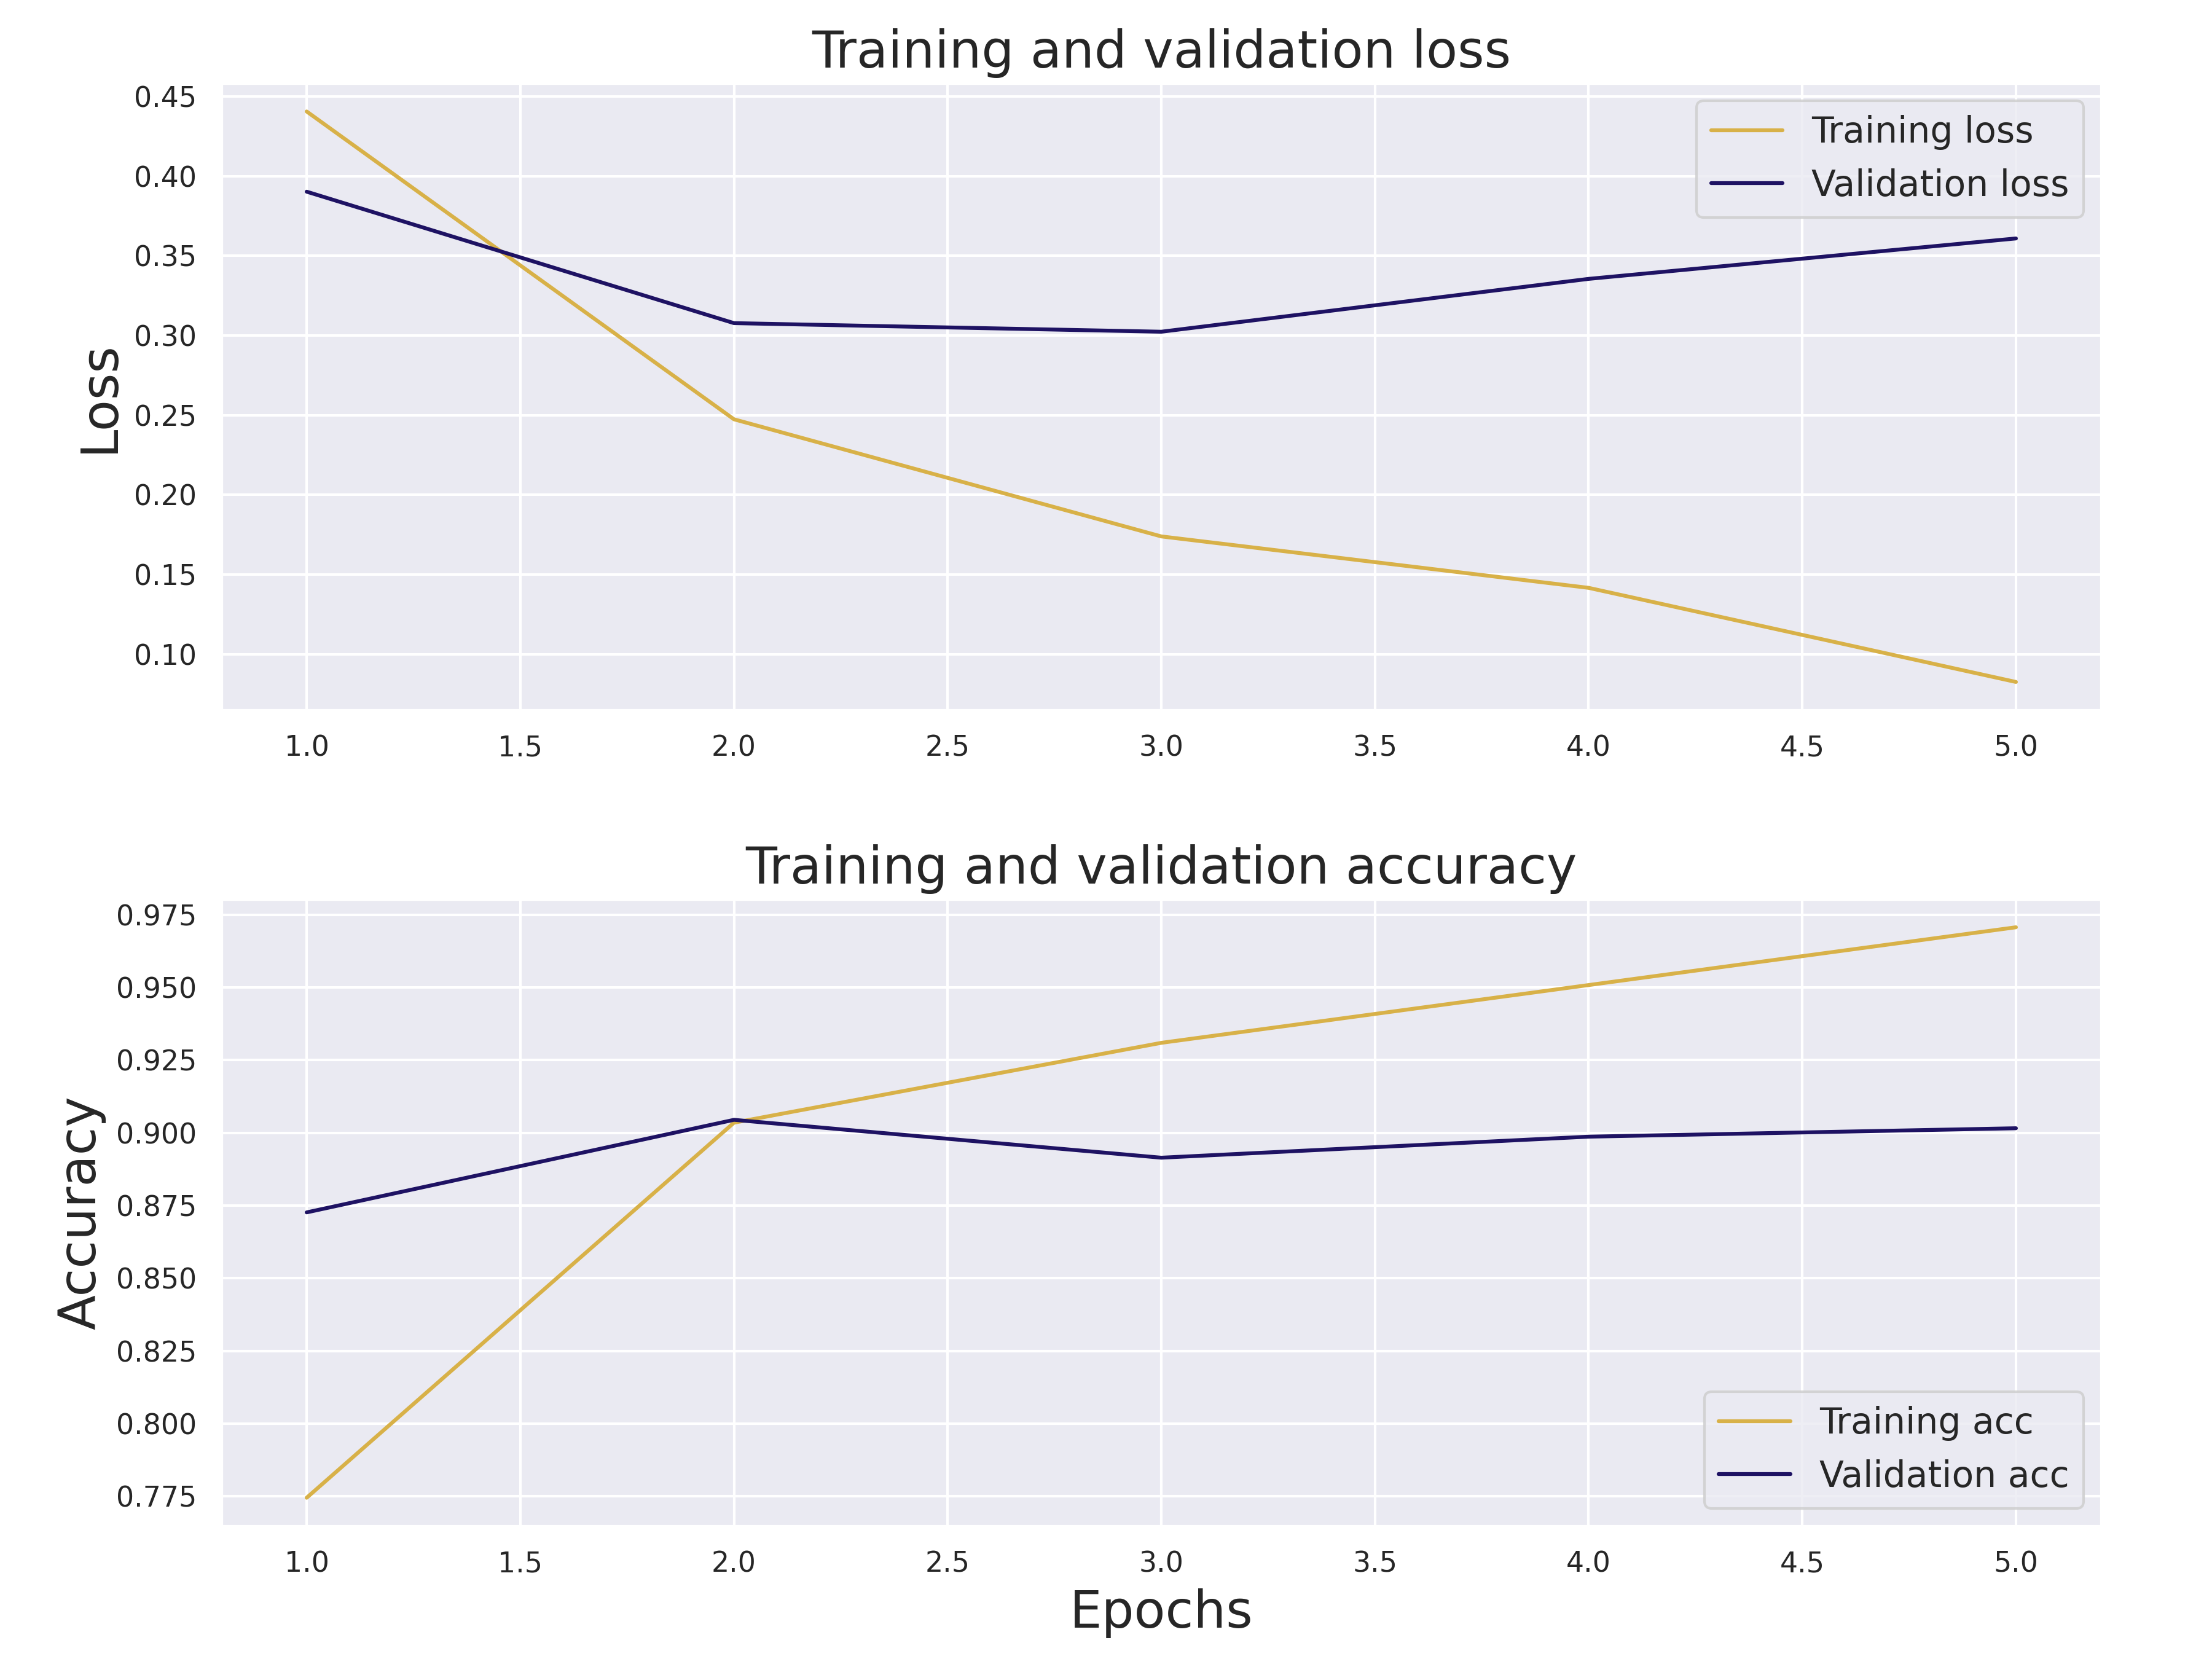 Training and validation loss
Loss
0.45
0.40
0.35
0.30
0.25
0.20
0.15
0.10
Training loss
Validation loss
1.0 1.5 2.0 2.5 3.0 3.5 4.0 4.5 5.0
Training and validation accuracy
Accuracy
0.975
0.950
0.925
0.900
0.875
0.850
0.825
0.800
0.775
Training acc
Validation acc
1.0 1.5 2.0 2.5 3.0 3.5 4.0 4.5 5.0
Epochs